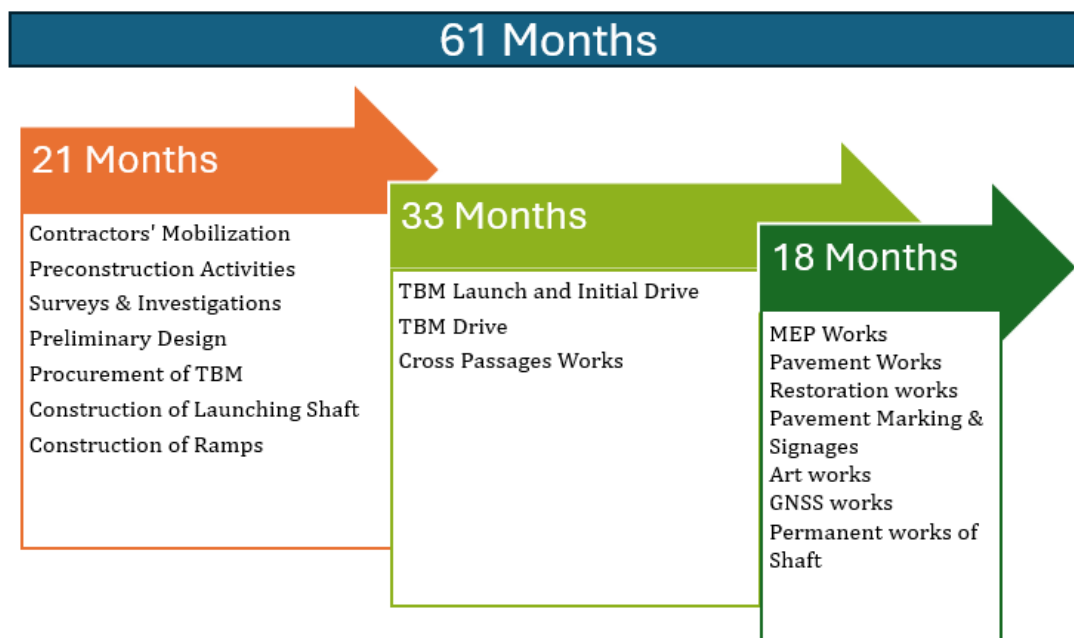 61 Months
21 Months
Contractors' Mobilization
Preconstruction Activities
Surveys & Investigations
Preliminary Design
Procurement of TBM
Construction of Launching Shaft
Construction of Ramps
33 Months
TBM Launch and Initial Drive
TBM Drive
Cross Passages Works
18 Months
MEP Works
Pavement Works
Restoration works
Pavement Marking &
Signages
Art works
GNSS works
Permanent works of
Shaft